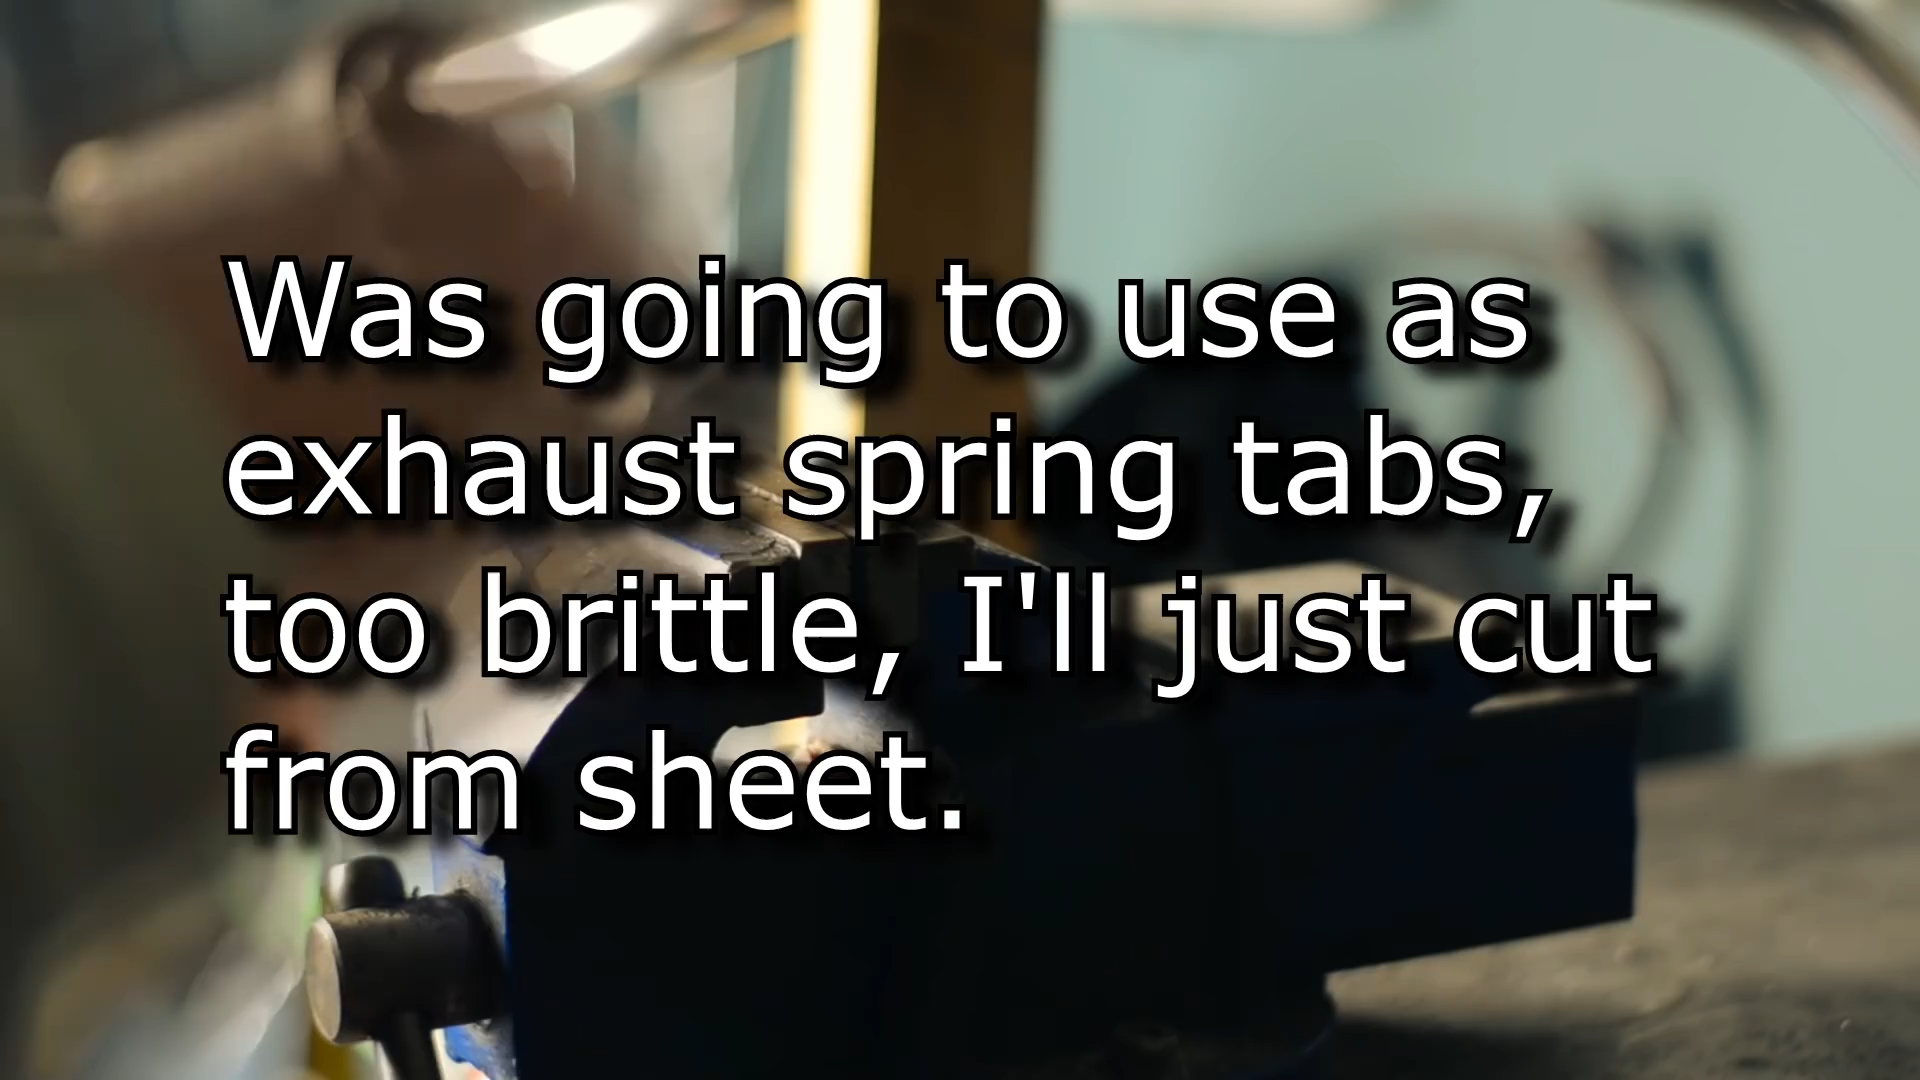 Was going to use as
exhaust spring tabs,
too brittle, I'll just cut
from sheet.